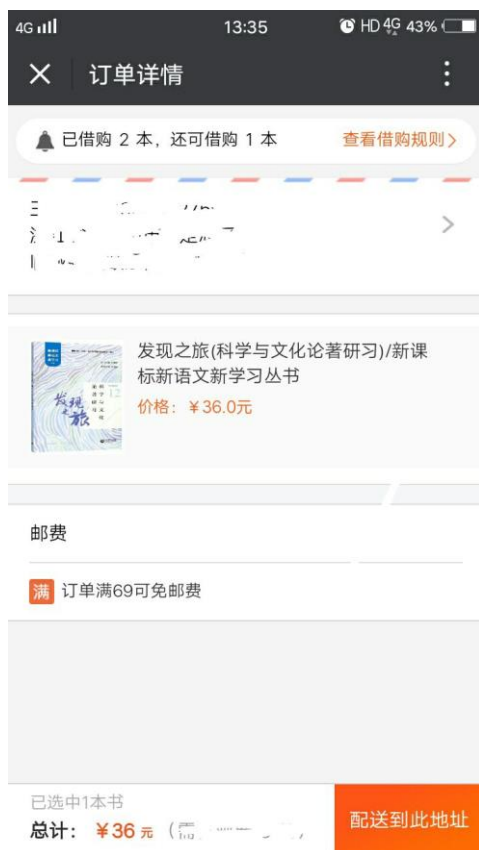 4G 13:35 HD 4G 43%
订单详情
已借购 2 本，还可借购 1 本 查看借购规则
发现之旅(科学与文化论著研习)/新课
标新语文新学习丛书
价格：￥36.0元
邮费
满 订单满69可免邮费
已选中1本书
总计：￥36 元
配送到此地址